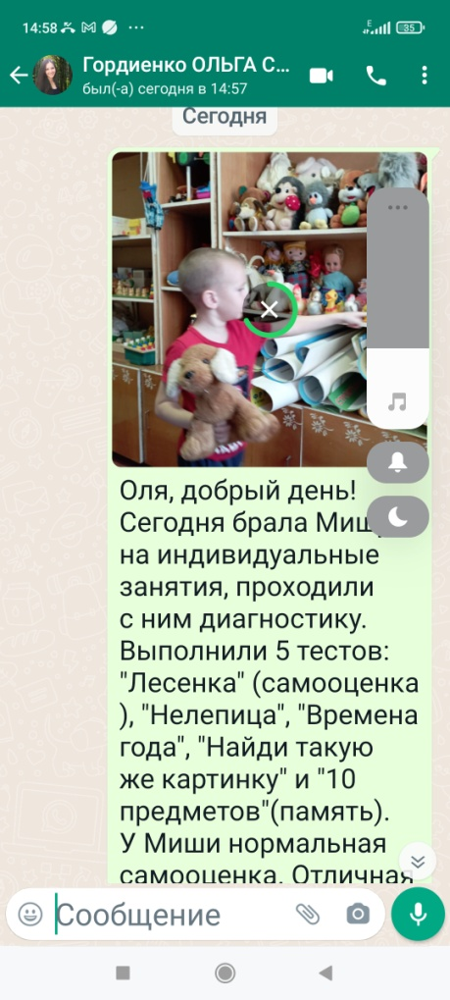 14:58
E
4G
35
Гордиенко ОЛЬГА С...
был(-а) сегодня в 14:57
Сегодня
Оля, добрый день!
Сегодня брала
на индивидуальные
занятия, проходили
с ним диагностику.
Выполнили 5 тестов:
"Лесенка" (самооценка
), "Нелепица", "Времена
года", "Найди такую
же картинку" и "10
предметов"(память).
У Миши нормальная
самооценка. Отличная
Сообщение